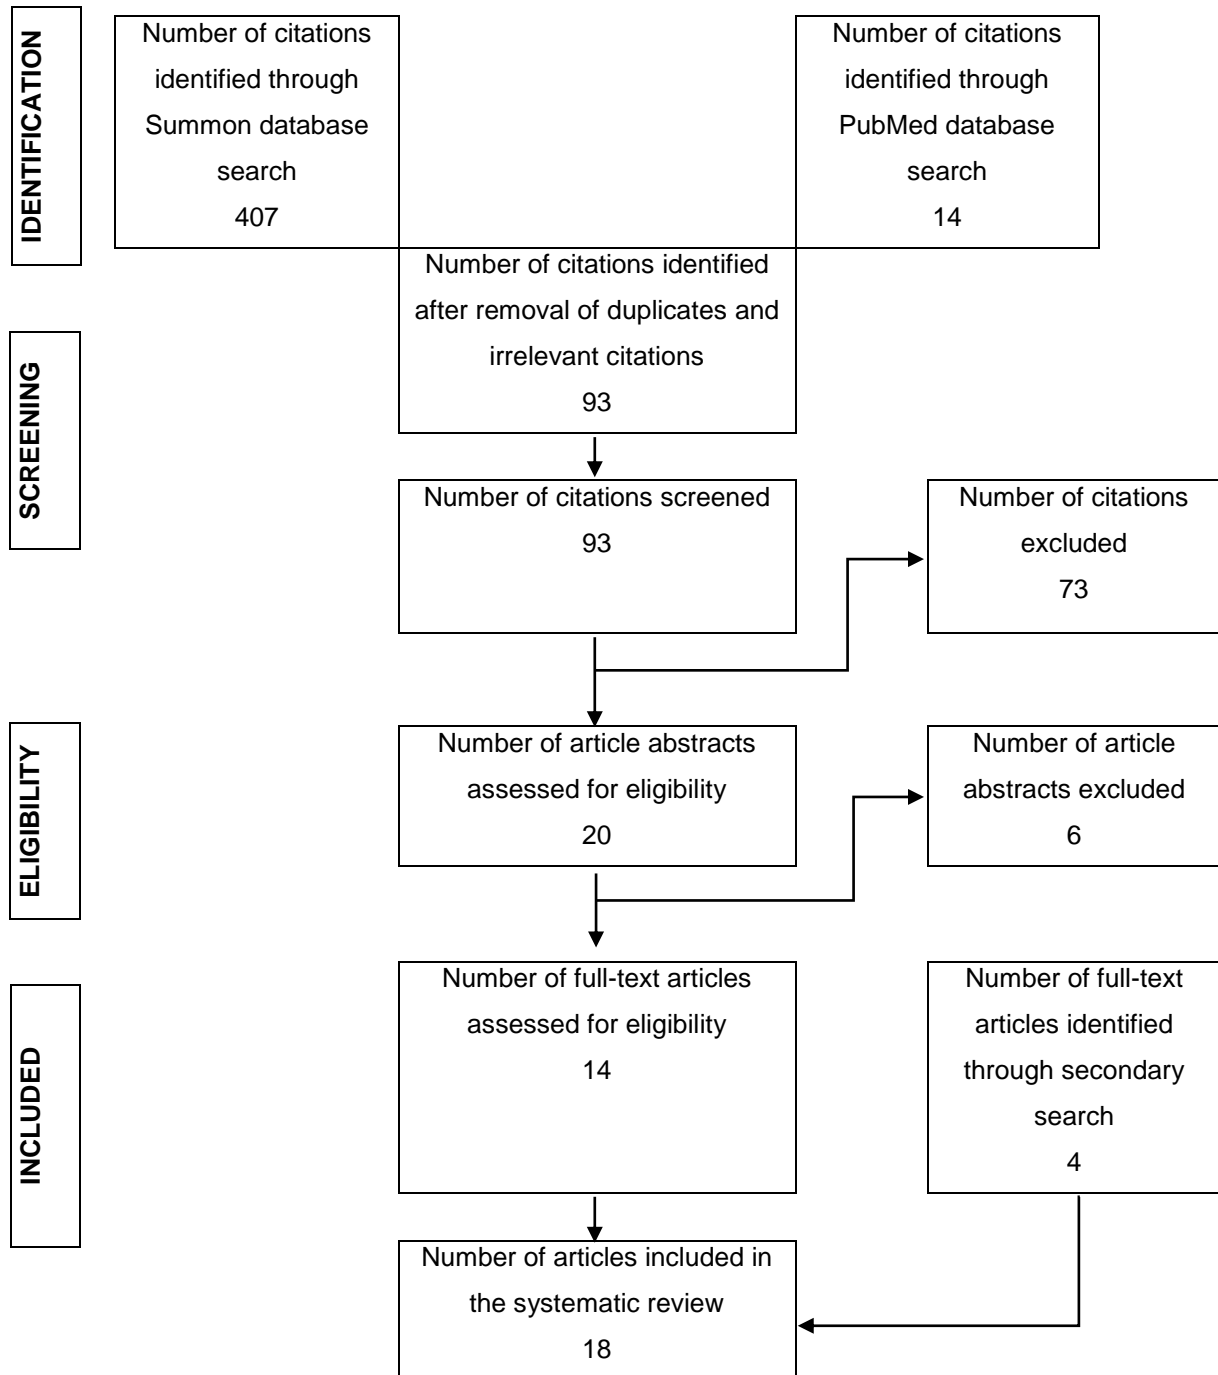 IDENTIFICATION
Number of citations
identified through
Summon database
search
407
Number of citations
identified through
PubMed database
search
14
Number of citations identified
after removal of duplicates and
irrelevant citations
93
SCREENING
Number of citations screened
93
Number of citations
excluded
73
ELIGIBILITY
Number of article abstracts
assessed for eligibility
20
Number of article
abstracts excluded
6
INCLUDED
Number of full-text articles
assessed for eligibility
14
Number of full-text
articles identified
through secondary
search
4
Number of articles included in
the systematic review
18